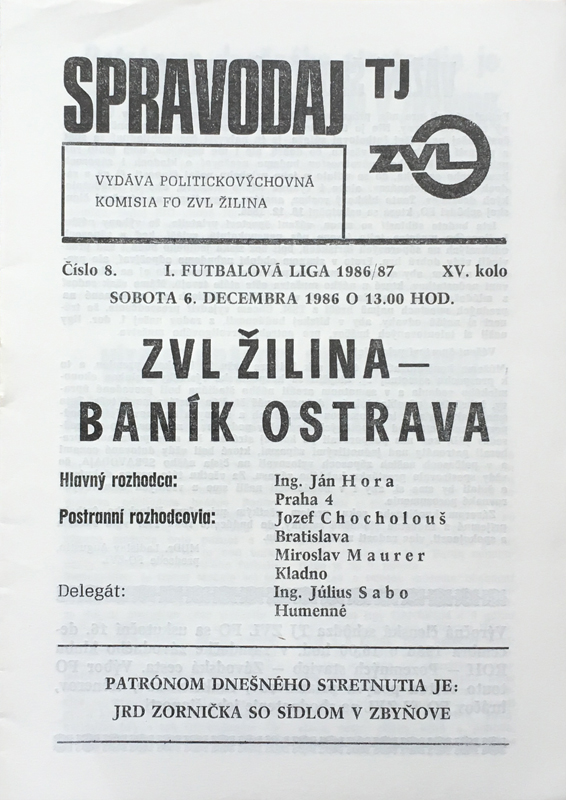 SPRAVODAJ TJ
ZVL
VYDÁVA POLITICKOVÝCHOVNÁ
KOMISIA FO ZVL ŽILINA
Číslo 8. I. FUTBALOVÁ LIGA 1986/87 XV. kolo
SOBOTA 6. DECEMBRA 1986 O 13.00 HOD.
ZVL ŽILINA —
BANÍK OSTRAVA
Hlavný rozhodca: Ing. Ján Hora
Praha 4
Postranní rozhodcovia: Jozef Chocholouš
Bratislava
Miroslav Maurer
Kladno
Delegát: Ing. Július Sabo
Humenné
PATRÓNOM DNEŠNÉHO STRETNUTIA JE:
JRD ZORNIČKA SO SÍDLOM V ZBYŇOVE